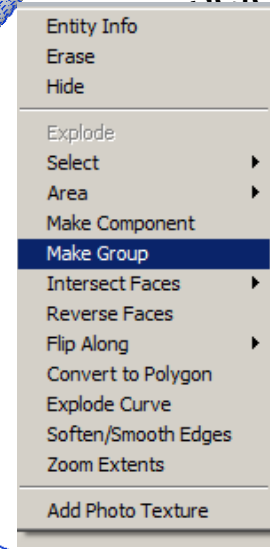 Entity Info
Erase
Hide
Explode
Select
Area
Make Component
Make Group
Intersect Faces
Reverse Faces
Flip Along
Convert to Polygon
Explode Curve
Soften/Smooth Edges
Zoom Extents
Add Photo Texture